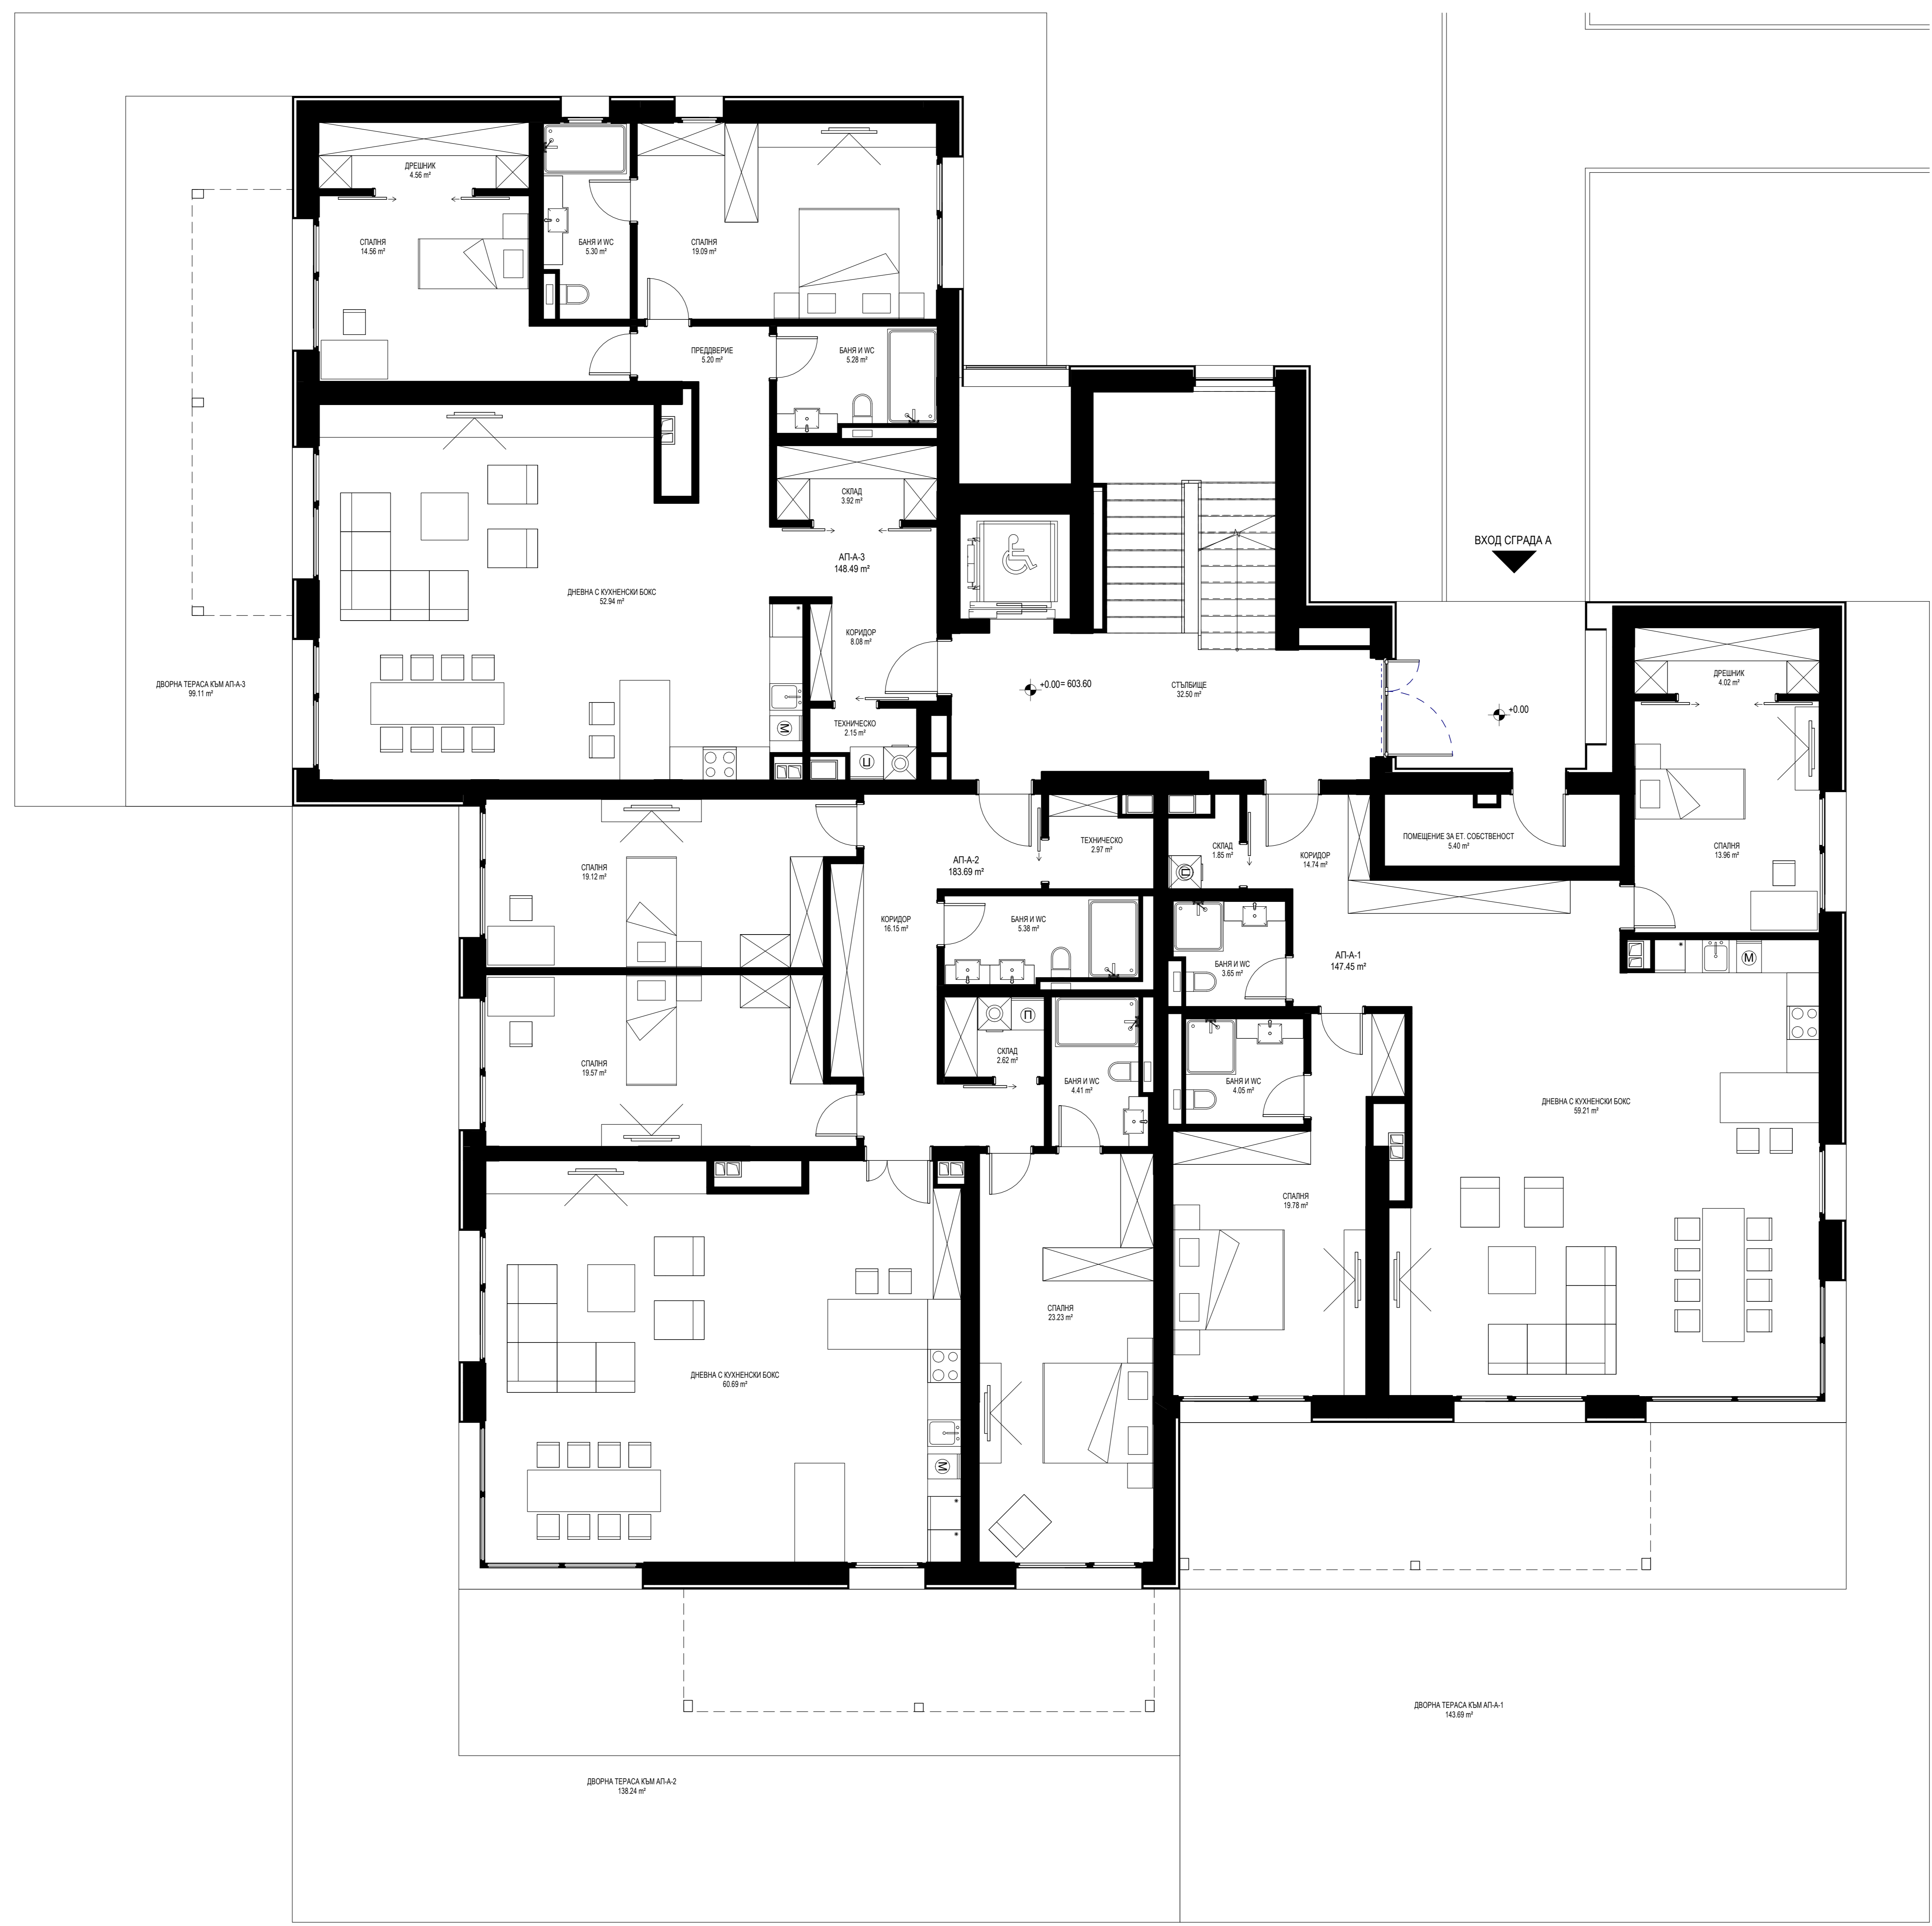 ДРЕШНИК
4.56 m²
СПАЛНЯ
14.56 m²
БАНЯ И WC
5.30 m²
СПАЛНЯ
19.09 m²
ПРЕДДВЕРИЕ
5.20 m²
БАНЯ И WC
5.28 m²
СКЛАД
3.92 m²
АП-А-3
148.49 m²
ДНЕВНА С КУХНЕНСКИ БОКС
52.94 m²
КОРИДОР
8.08 m²
ТЕХНИЧЕСКО
2.15 m²
М
П
ДВОРНА ТЕРАСА КЪМ АП-А-3
99.11 m²
+0.00= 603.60
СТЪЛБИЩЕ
32.50 m²
ВХОД СГРАДА А
+0.00
ДРЕШНИК
4.02 m²
СПАЛНЯ
13.96 m²
ПОМЕЩЕНИЕ ЗА ЕТ. СОБСТВЕНОСТ
5.40 m²
СПАЛНЯ
19.12 m²
АП-А-2
183.69 m²
ТЕХНИЧЕСКО
2.97 m²
СКЛАД
1.85 m²
П
КОРИДОР
14.74 m²
КОРИДОР
16.15 m²
БАНЯ И WC
5.38 m²
БАНЯ И WC
3.65 m²
АП-А-1
147.45 m²
М
СПАЛНЯ
19.57 m²
П
СКЛАД
2.62 m²
БАНЯ И WC
4.41 m²
БАНЯ И WC
4.05 m²
ДНЕВНА С КУХНЕНСКИ БОКС
59.21 m²
СПАЛНЯ
19.78 m²
СПАЛНЯ
23.23 m²
ДНЕВНА С КУХНЕНСКИ БОКС
60.69 m²
М
ДВОРНА ТЕРАСА КЪМ АП-А-1
143.69 m²
ДВОРНА ТЕРАСА КЪМ АП-А-2
138.24 m²